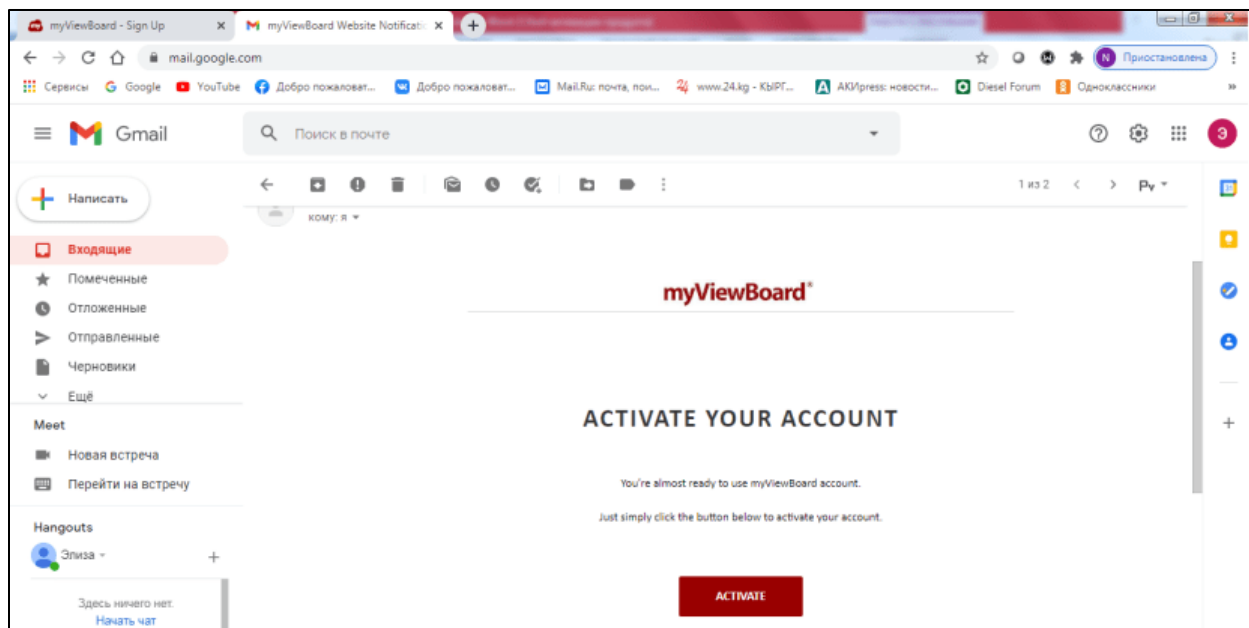 myViewBoard - Sign Up
myViewBoard Website Notificatio
mail.google.com
N Приостановлена
Сервисы Google YouTube Добро пожаловат... Добро пожаловат... Mail.Ru: почта, пои... www.24.kg - КЫРГ... АКИpress: новости... Diesel Forum Одноклассники »
Gmail
Поиск в почте
Э
Написать
1 из 2
кому: я
Входящие
Помеченные
Отложенные
Отправленные
Черновики
Ещё
myViewBoard®
ACTIVATE YOUR ACCOUNT
You're almost ready to use myViewBoard account.
Just simply click the button below to activate your account.
ACTIVATE
Meet
Новая встреча
Перейти на встречу
Hangouts
Элиза
Здесь ничего нет.
Начать чат